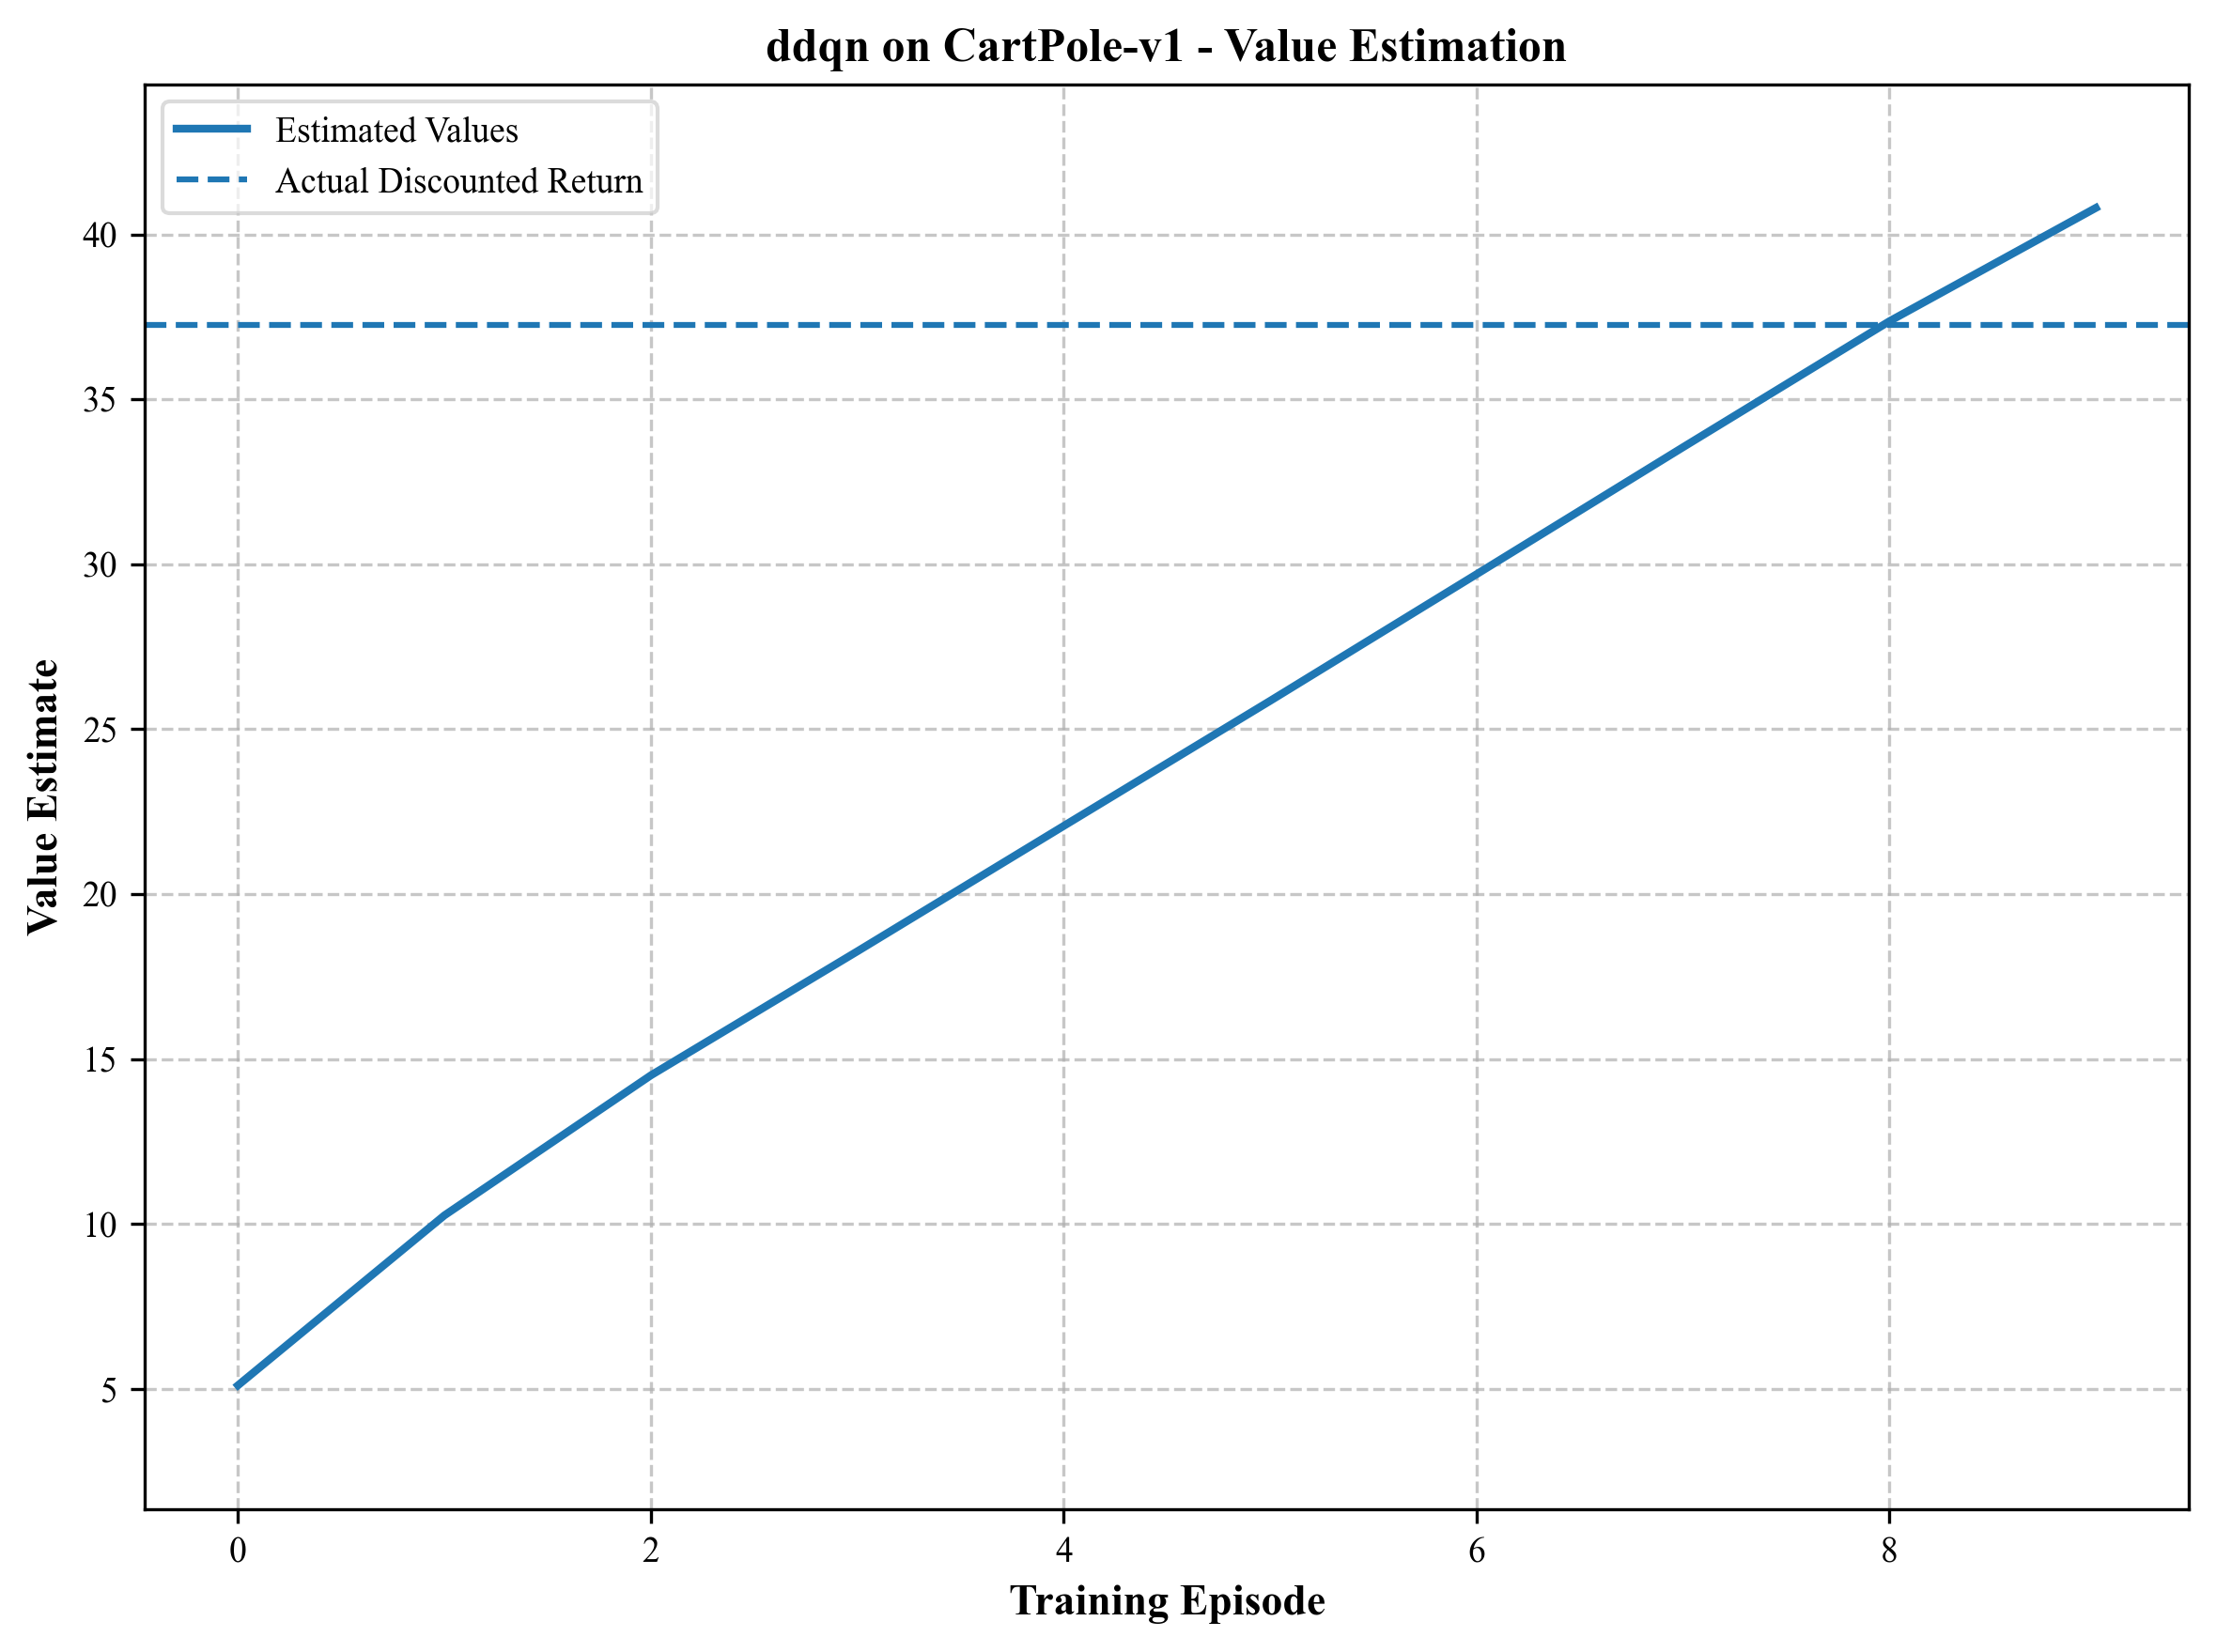 ddqn on CartPole-v1 - Value Estimation
Estimated Values
Actual Discounted Return
Value Estimate
40
35
30
25
20
15
10
5
0 2 4 6 8
Training Episode